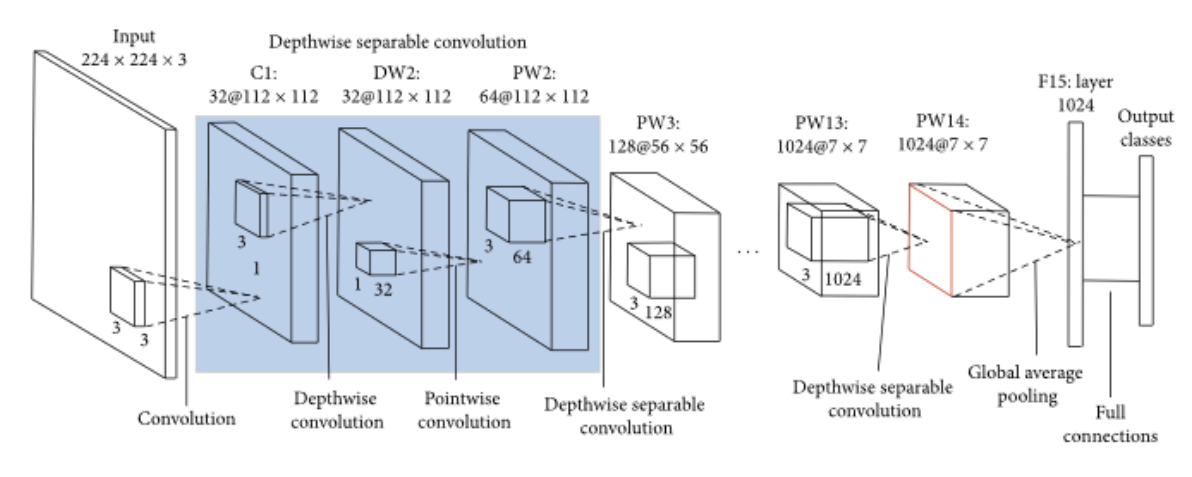 Input
224 × 224 × 3
Depthwise separable convolution
C1:
32@112 × 112
DW2:
32@112 × 112
PW2:
64@112 × 112
PW3:
128@56 × 56
PW13:
1024@7 × 7
PW14:
1024@7 × 7
F15: layer
1024
Output
classes
3
3
3
1
1
32
3
64
3
128
...
3
1024
Convolution
Depthwise
convolution
Pointwise
convolution
Depthwise separable
convolution
Depthwise separable
convolution
Global average
pooling
Full
connections